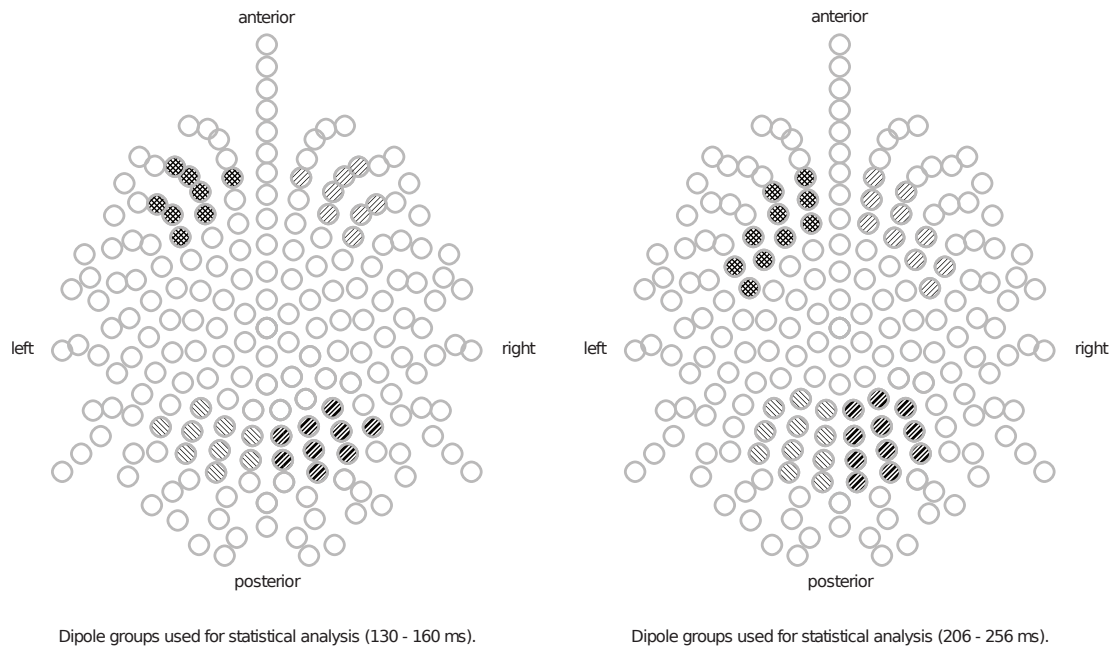 anterior
left
right
posterior
Dipole groups used for statistical analysis (130 - 160 ms).
anterior
left
right
posterior
Dipole groups used for statistical analysis (206 - 256 ms).